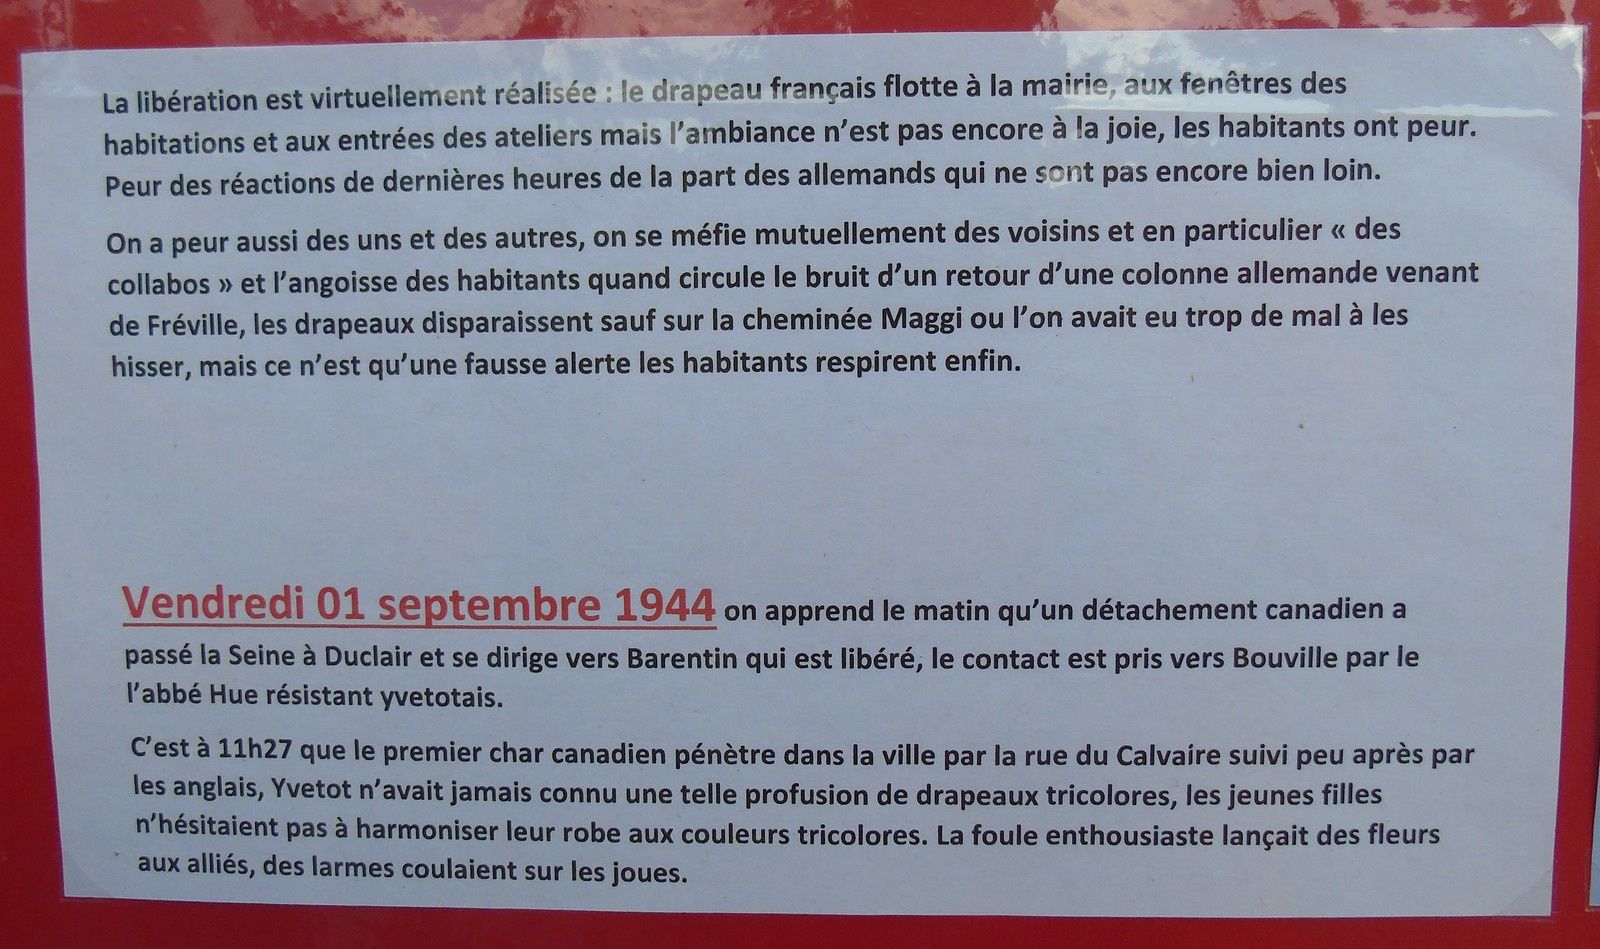 La libération est virtuellement réalisée : le drapeau français flotte à la mairie, aux fenêtres des
habitations et aux entrées des ateliers mais l’ambiance n’est pas encore à la joie, les habitants ont peur.
Peur des réactions de dernières heures de la part des allemands qui ne sont pas encore bien loin.
On a peur aussi des uns et des autres, on se méfie mutuellement des voisins et en particulier « des
collabos » et l’angoisse des habitants quand circule le bruit d’un retour d’une colonne allemande venant
de Fréville, les drapeaux disparaissent sauf sur la cheminée Maggi ou l’on avait eu trop de mal à les
hisser, mais ce n’est qu’une fausse alerte les habitants respirent enfin.
Vendredi 01 septembre 1944 on apprend le matin qu’un détachement canadien a
passé la Seine à Duclair et se dirige vers Barentin qui est libéré, le contact est pris vers Bouville par le
l’abbé Hue résistant yvetotais.
C’est à 11h27 que le premier char canadien pénètre dans la ville par la rue du Calvaire suivi peu après par
les anglais, Yvetot n’avait jamais connu une telle profusion de drapeaux tricolores, les jeunes filles
n’hésitaient pas à harmoniser leur robe aux couleurs tricolores. La foule enthousiaste lançait des fleurs
aux alliés, des larmes coulaient sur les joues.